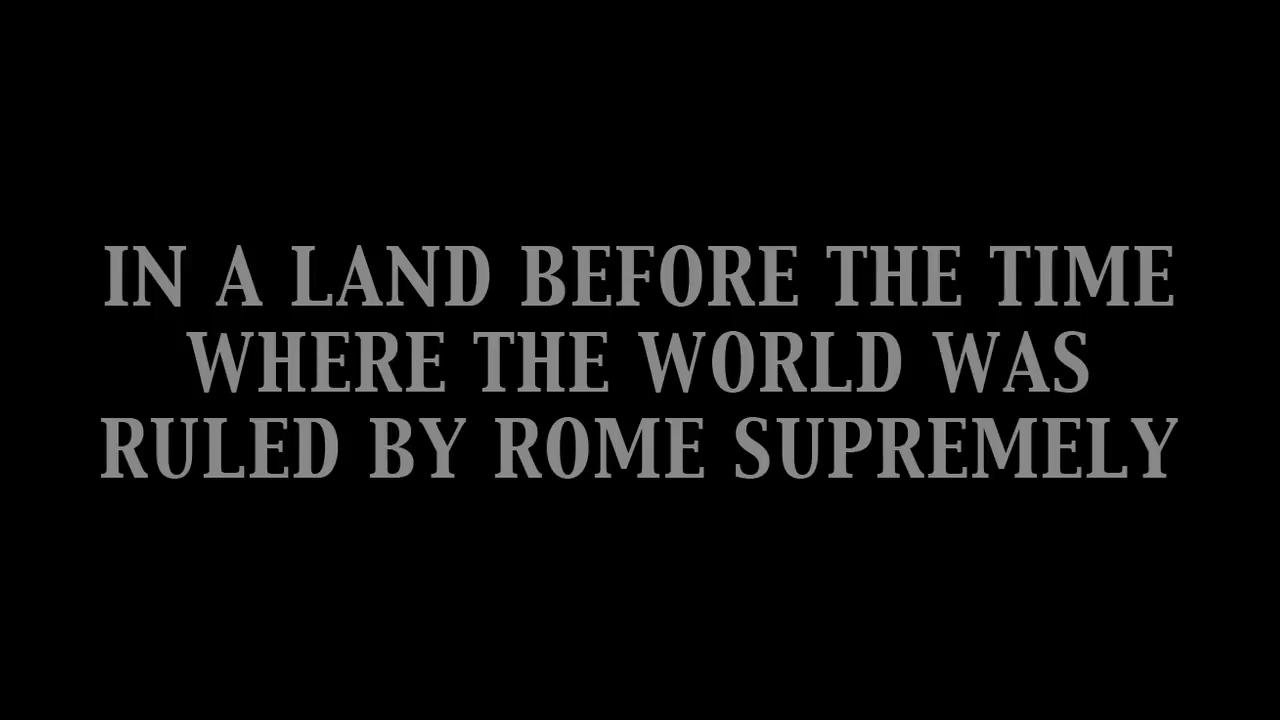 IN A LAND BEFORE THE TIME
WHERE THE WORLD WAS
RULED BY ROME SUPREMELY